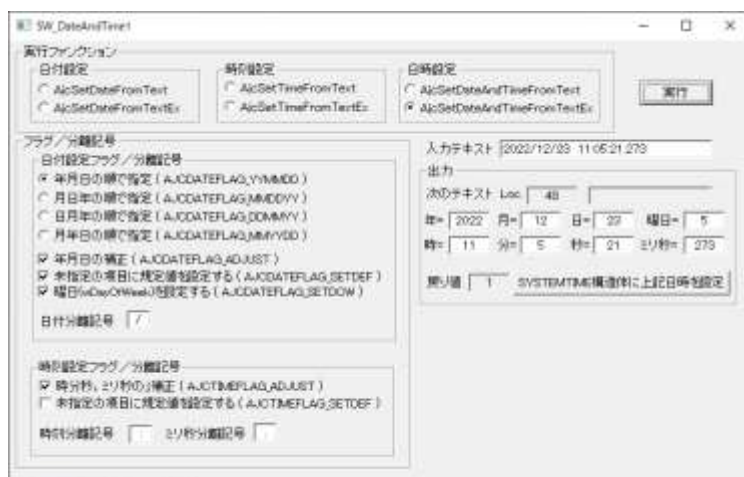 SW_DateAndTime1
実行ファンクション
日付設定
AjcSetDateFromText
AjcSetDateFromTextEx
時刻設定
AjcSetTimeFromText
AjcSetTimeFromTextEx
日時設定
AjcSetDateAndTimeFromText
AjcSetDateAndTimeFromTextEx
実行
フラグ/分離記号
日付設定フラグ/分離記号
年月日の順で指定 ( AJCDATEFLAG_YYMMDD )
月日年の順で指定 ( AJCDATEFLAG_MMDDYY )
日月年の順で指定 ( AJCDATEFLAG_DDMMYY )
月年日の順で指定 ( AJCDATEFLAG_MMYYDD )
年月日の補正 ( AJCDATEFLAG_ADJUST )
未指定の項目に規定値を設定する ( AJCDATEFLAG_SETDEF )
曜日(wDayOfWeek)を設定する ( AJCDATEFLAG_SETDOW )
日付分離記号 /
時刻設定フラグ/分離記号
時分秒、ミリ秒の補正 ( AJCTIMEFLAG_ADJUST )
未指定の項目に規定値を設定する ( AJCTIMEFLAG_SETDEF )
時刻分離記号 : ミリ秒分離記号 .
入力テキスト 2022/12/23 11:05:21.273
出力
次のテキスト Loc 48
年= 2022 月= 12 日= 23 曜日= 5
時= 11 分= 5 秒= 21 ミリ秒= 273
戻り値 1 SYSTEMTIME構造体に上記日時を設定